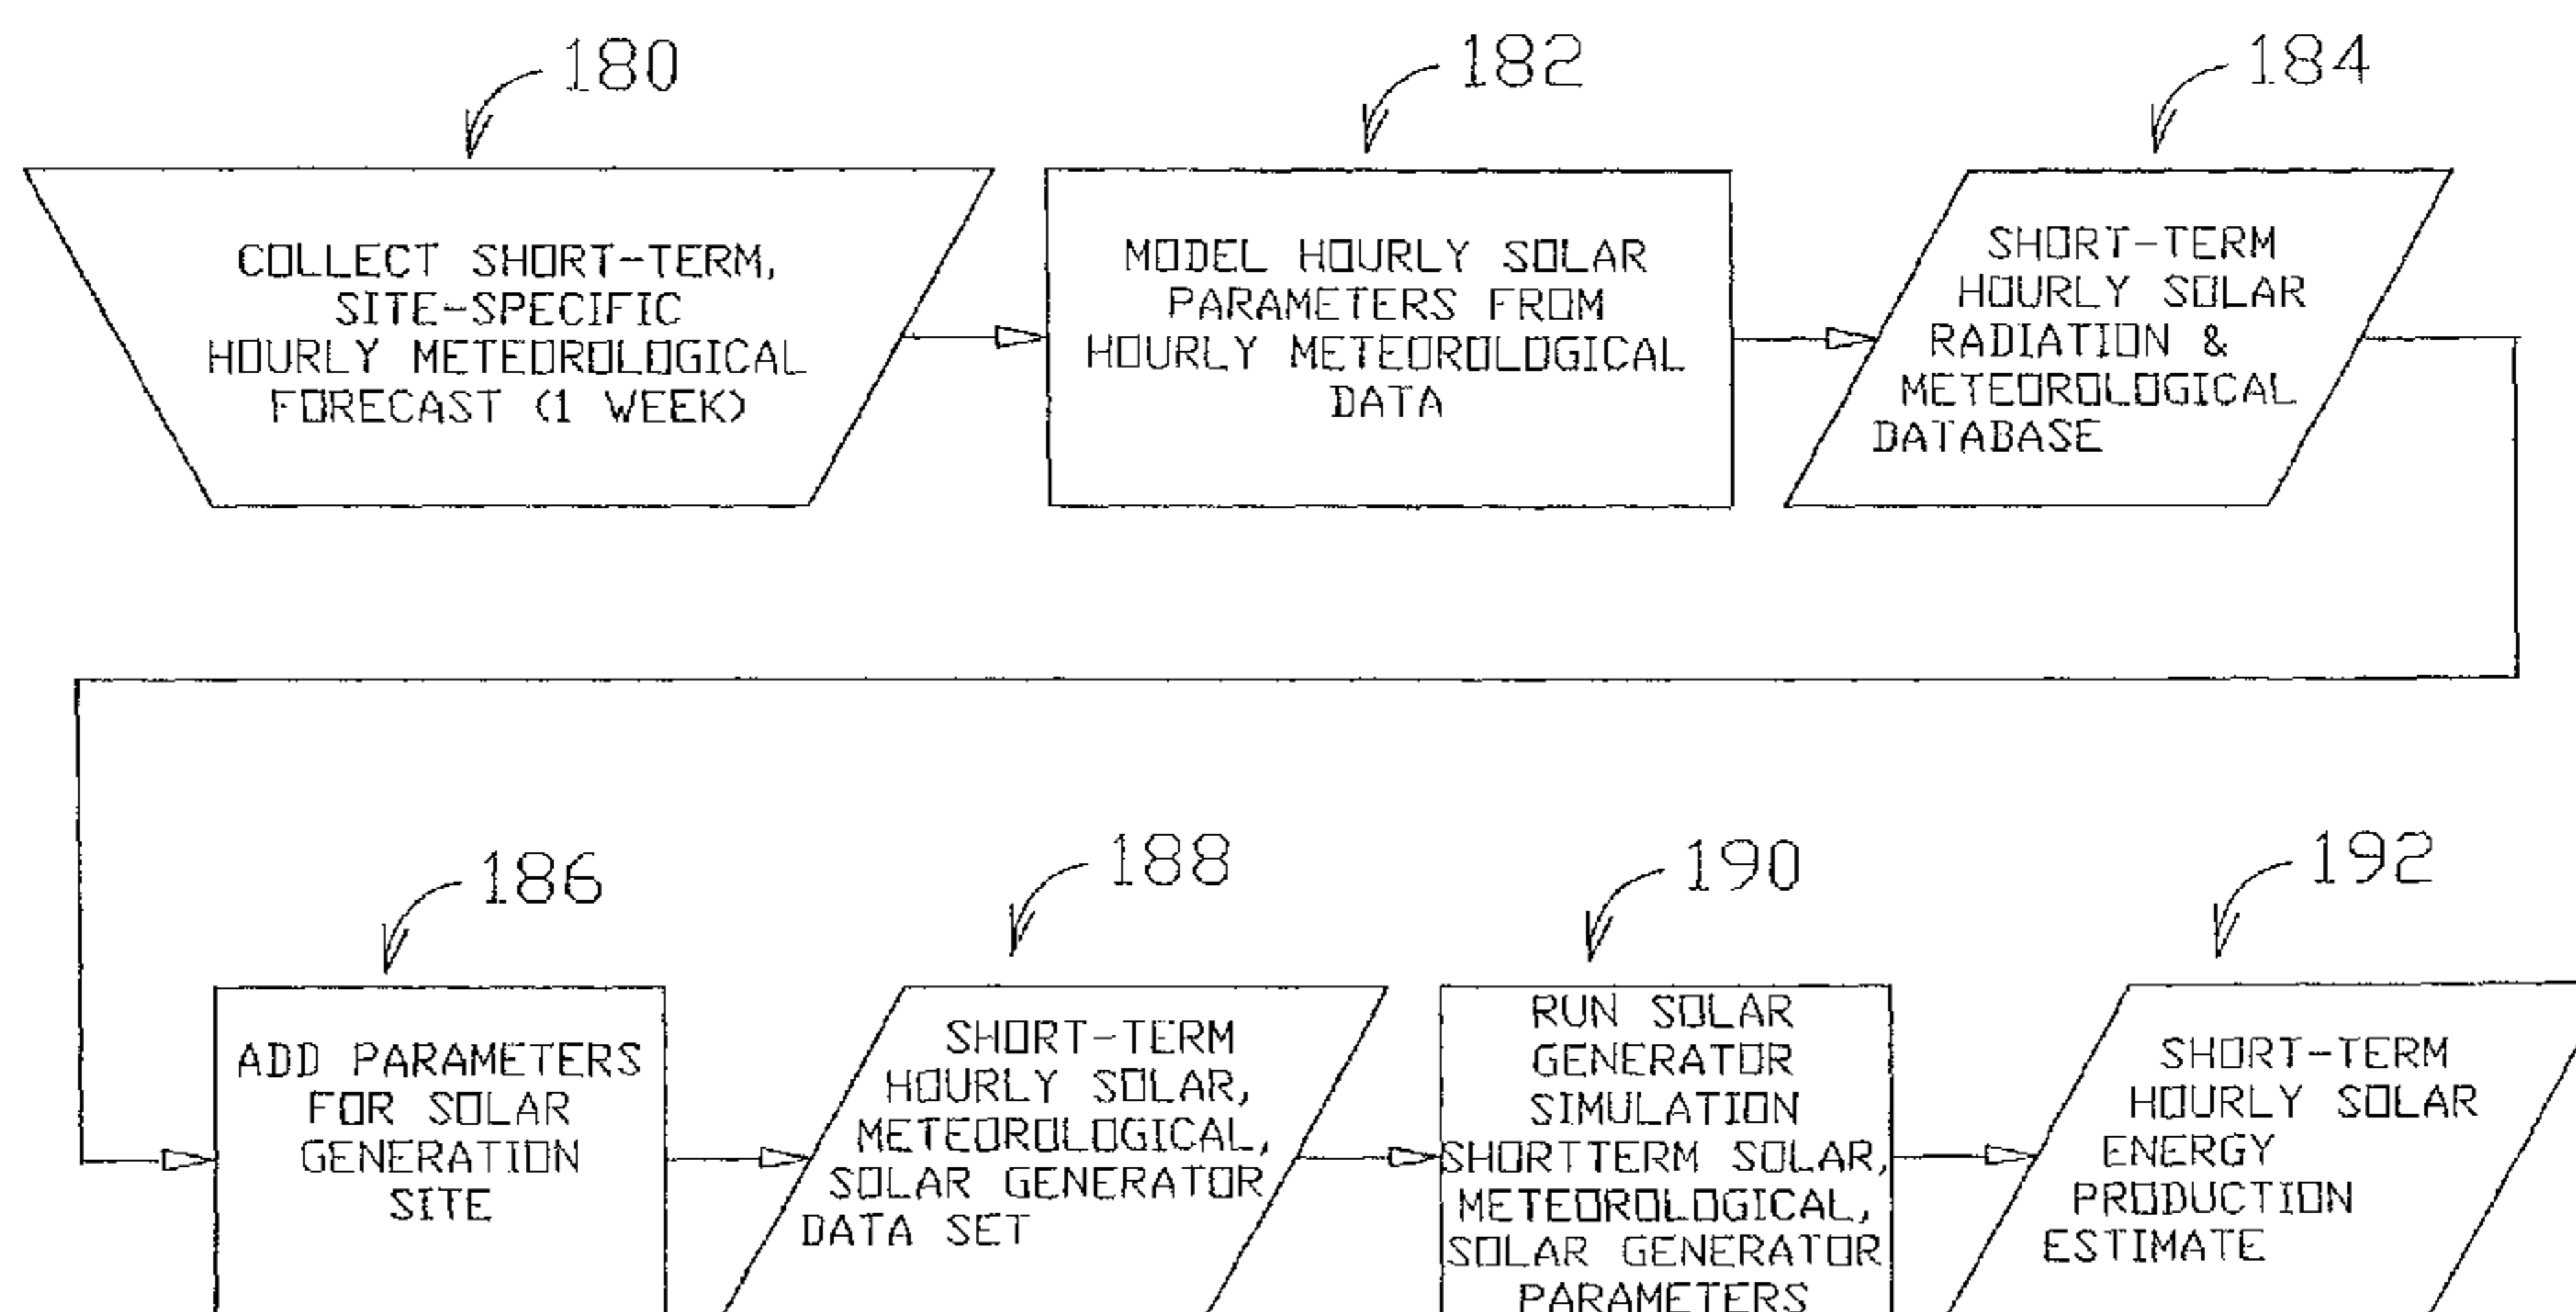 180
182
184
COLLECT SHORT-TERM,
SITE-SPECIFIC
HOURLY METEOROLOGICAL
FORECAST (1 WEEK)
MODEL HOURLY SOLAR
PARAMETERS FROM
HOURLY METEOROLOGICAL
DATA
SHORT-TERM
HOURLY SOLAR
RADIATION &
METEOROLOGICAL
DATABASE
186
188
190
192
ADD PARAMETERS
FOR SOLAR
GENERATION
SITE
SHORT-TERM
HOURLY SOLAR,
METEOROLOGICAL,
SOLAR GENERATOR
DATA SET
RUN SOLAR
GENERATOR
SIMULATION
SHORTTERM SOLAR,
METEOROLOGICAL,
SOLAR GENERATOR
PARAMETERS
SHORT-TERM
HOURLY SOLAR
ENERGY
PRODUCTION
ESTIMATE